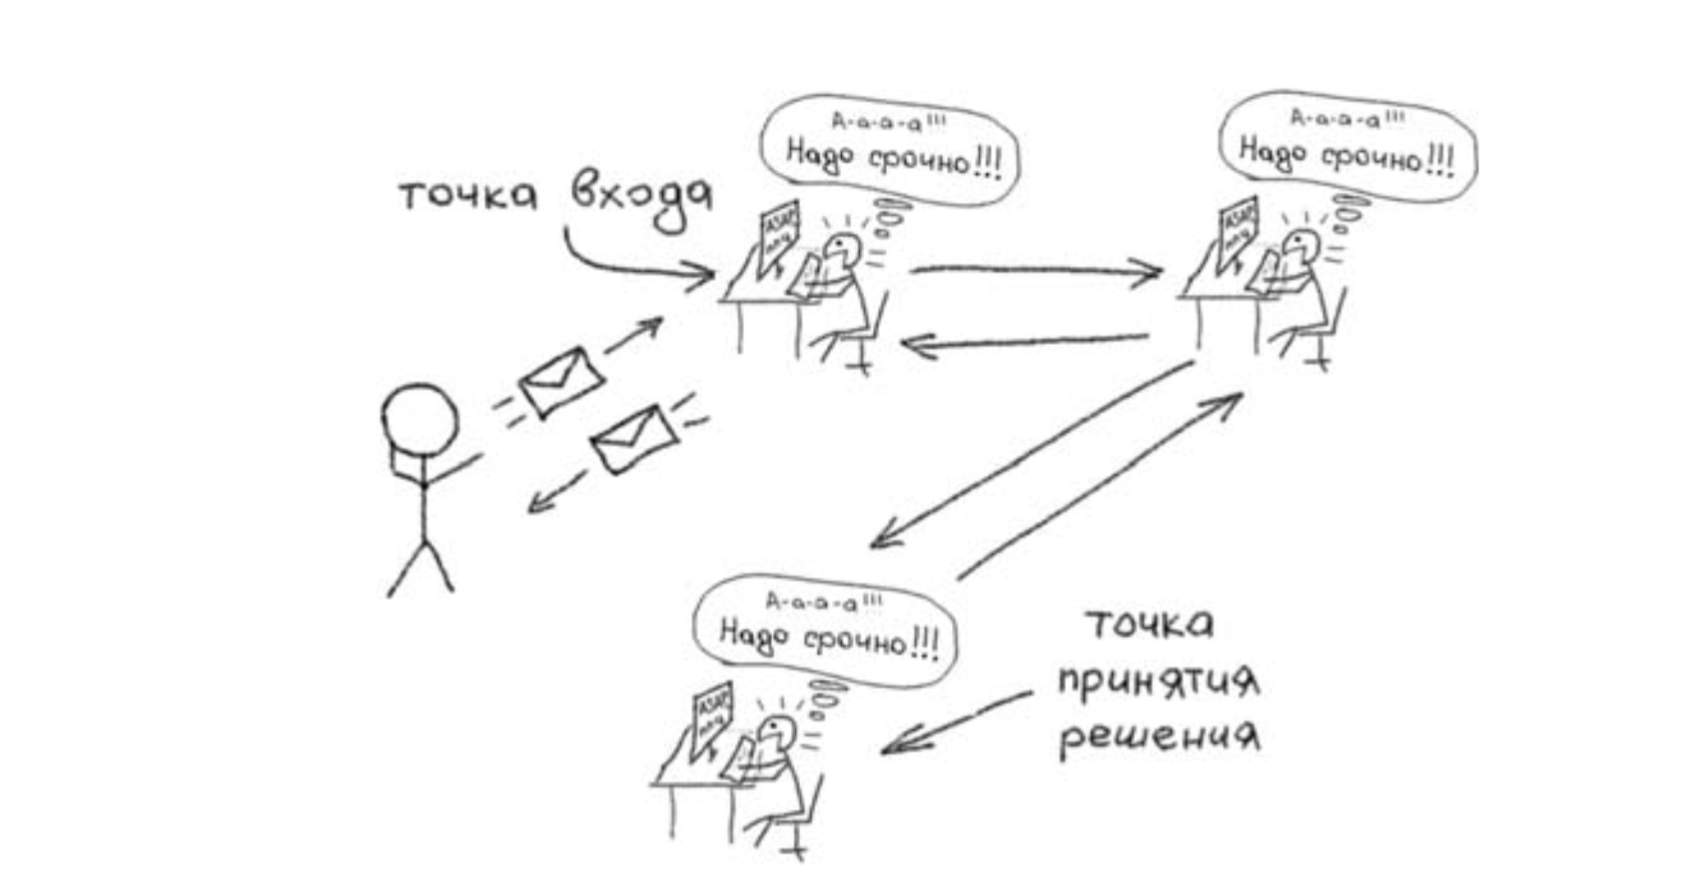 А-а-а-а!!!
Надо срочно!!!
А-а-а-а!!!
Надо срочно!!!
точка входа
ASAP
ASAP
А-а-а-а!!!
Надо срочно!!!
точка
принятия
решения
ASAP